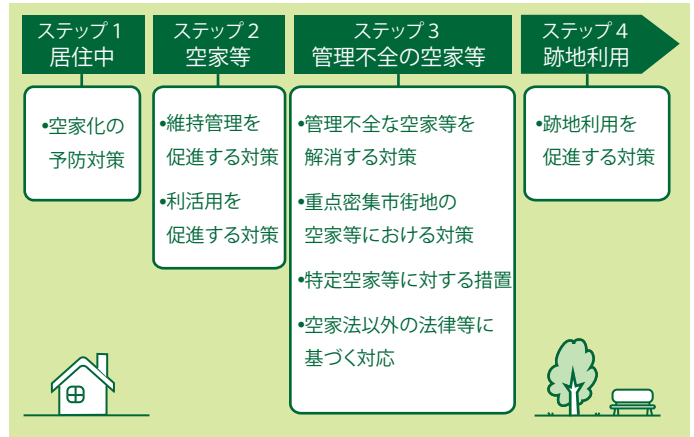 ステップ1
居住中
•空家化の
予防対策
ステップ2
空家等
•維持管理を
促進する対策
•利活用を
促進する対策
ステップ3
管理不全の空家等
•管理不全な空家等を
解消する対策
•重点密集市街地の
空家等における対策
•特定空家等に対する措置
•空家法以外の法律等に
基づく対応
ステップ4
跡地利用
•跡地利用を
促進する対策